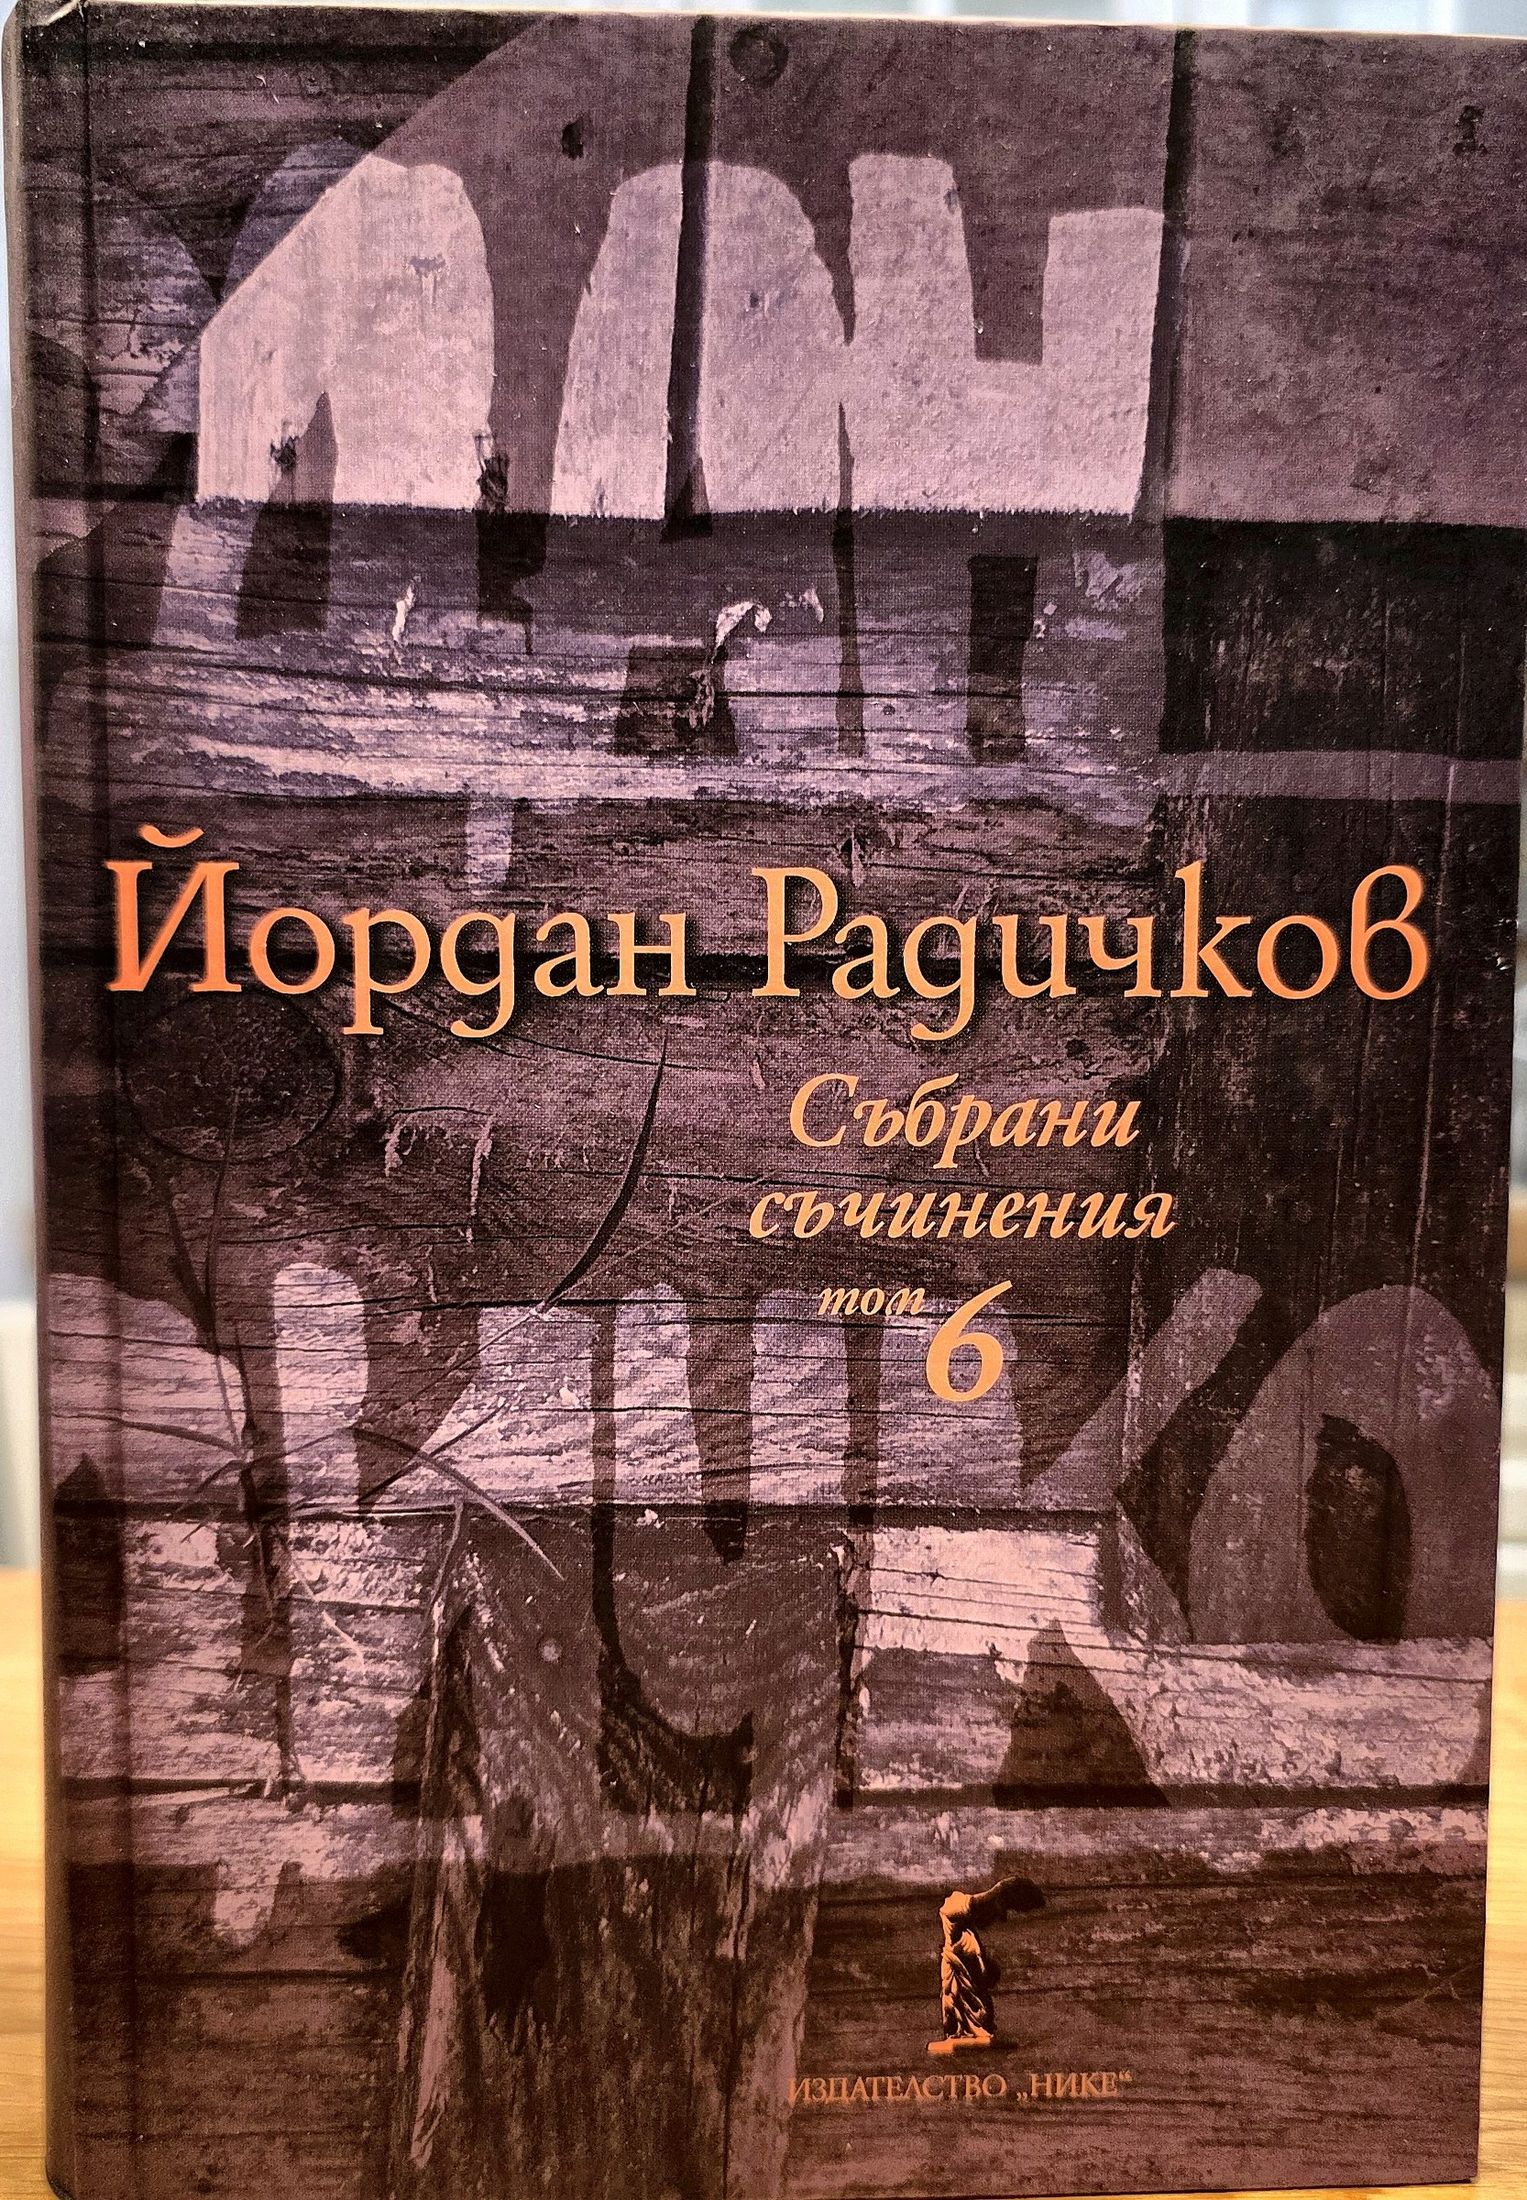 Йордан Радичков
Събрани
съчинения
том 6
ИЗДАТЕЛСТВО „НИКЕ“